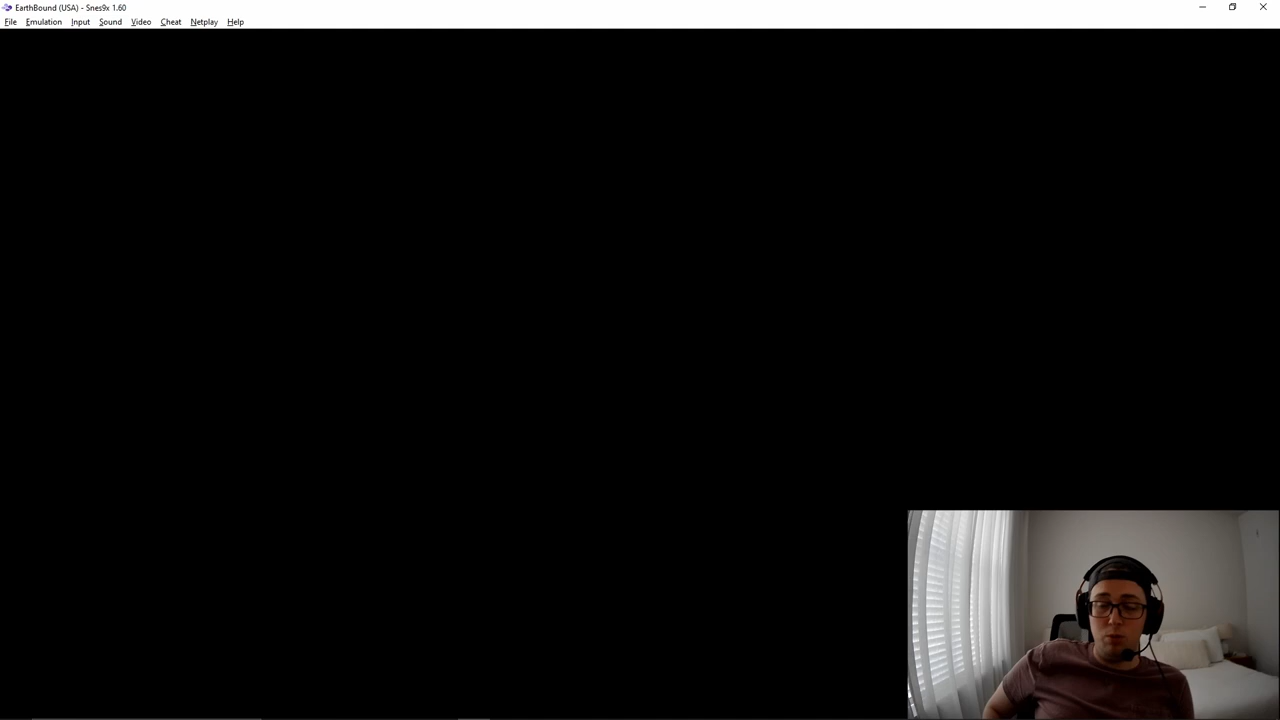 EarthBound (USA) - Snes9x 1.60
File Emulation Input Sound Video Cheat Netplay Help